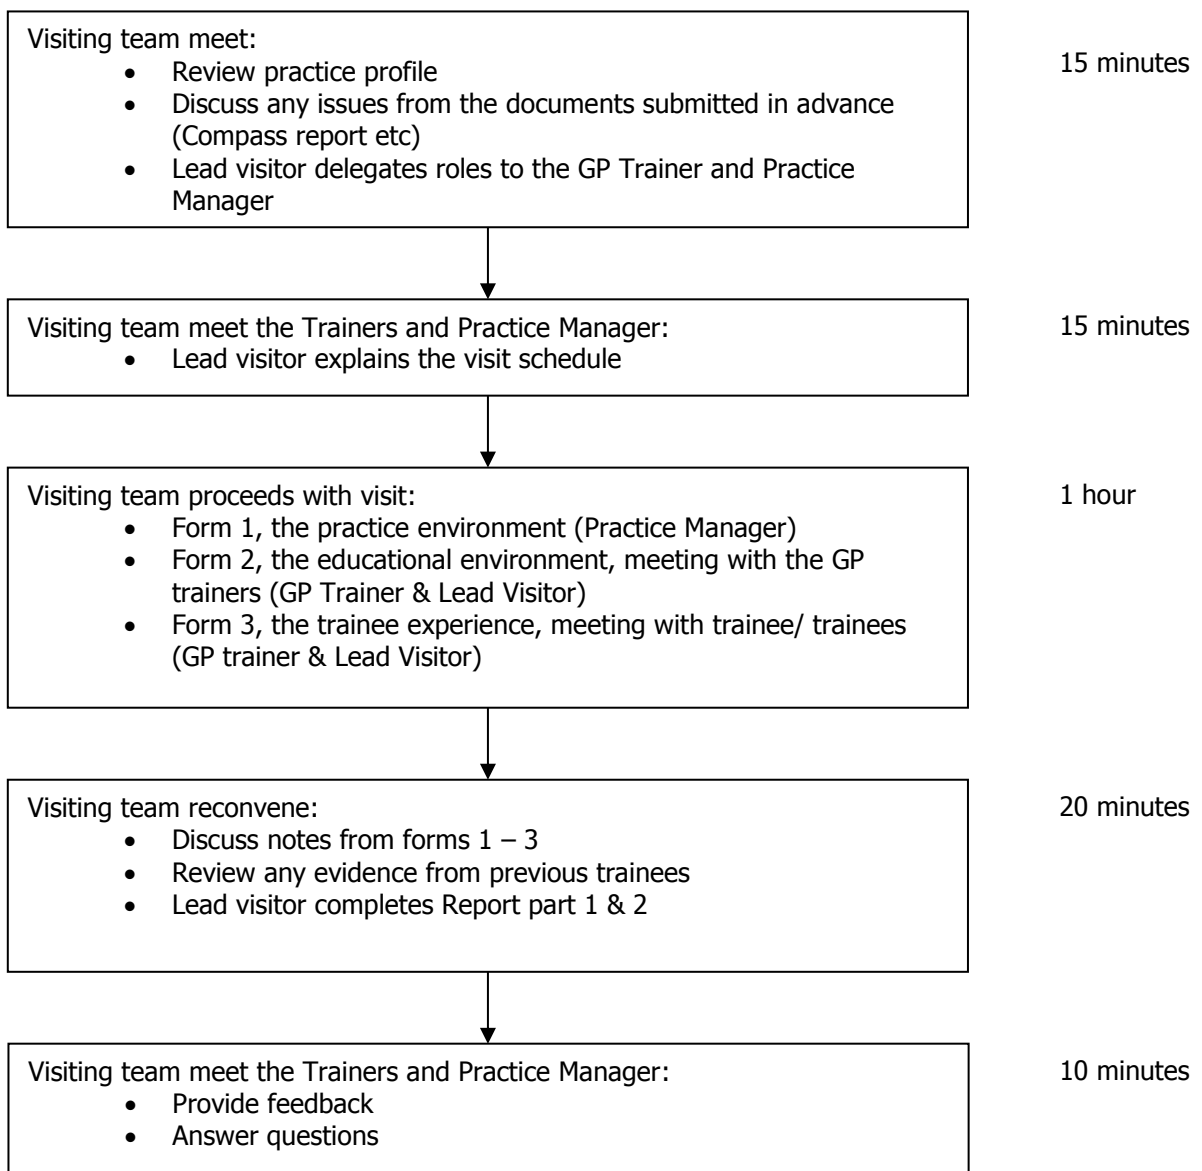 Visiting team meet:
15 minutes
• Review practice profile
• Discuss any issues from the documents submitted in advance
(Compass report etc)
• Lead visitor delegates roles to the GP Trainer and Practice
Manager
Visiting team meet the Trainers and Practice Manager:
15 minutes
• Lead visitor explains the visit schedule
Visiting team proceeds with visit:
1 hour
• Form 1, the practice environment (Practice Manager)
• Form 2, the educational environment, meeting with the GP
trainers (GP Trainer & Lead Visitor)
• Form 3, the trainee experience, meeting with trainee/ trainees
(GP trainer & Lead Visitor)
Visiting team reconvene:
20 minutes
• Discuss notes from forms 1 – 3
• Review any evidence from previous trainees
• Lead visitor completes Report part 1 & 2
Visiting team meet the Trainers and Practice Manager:
10 minutes
• Provide feedback
• Answer questions